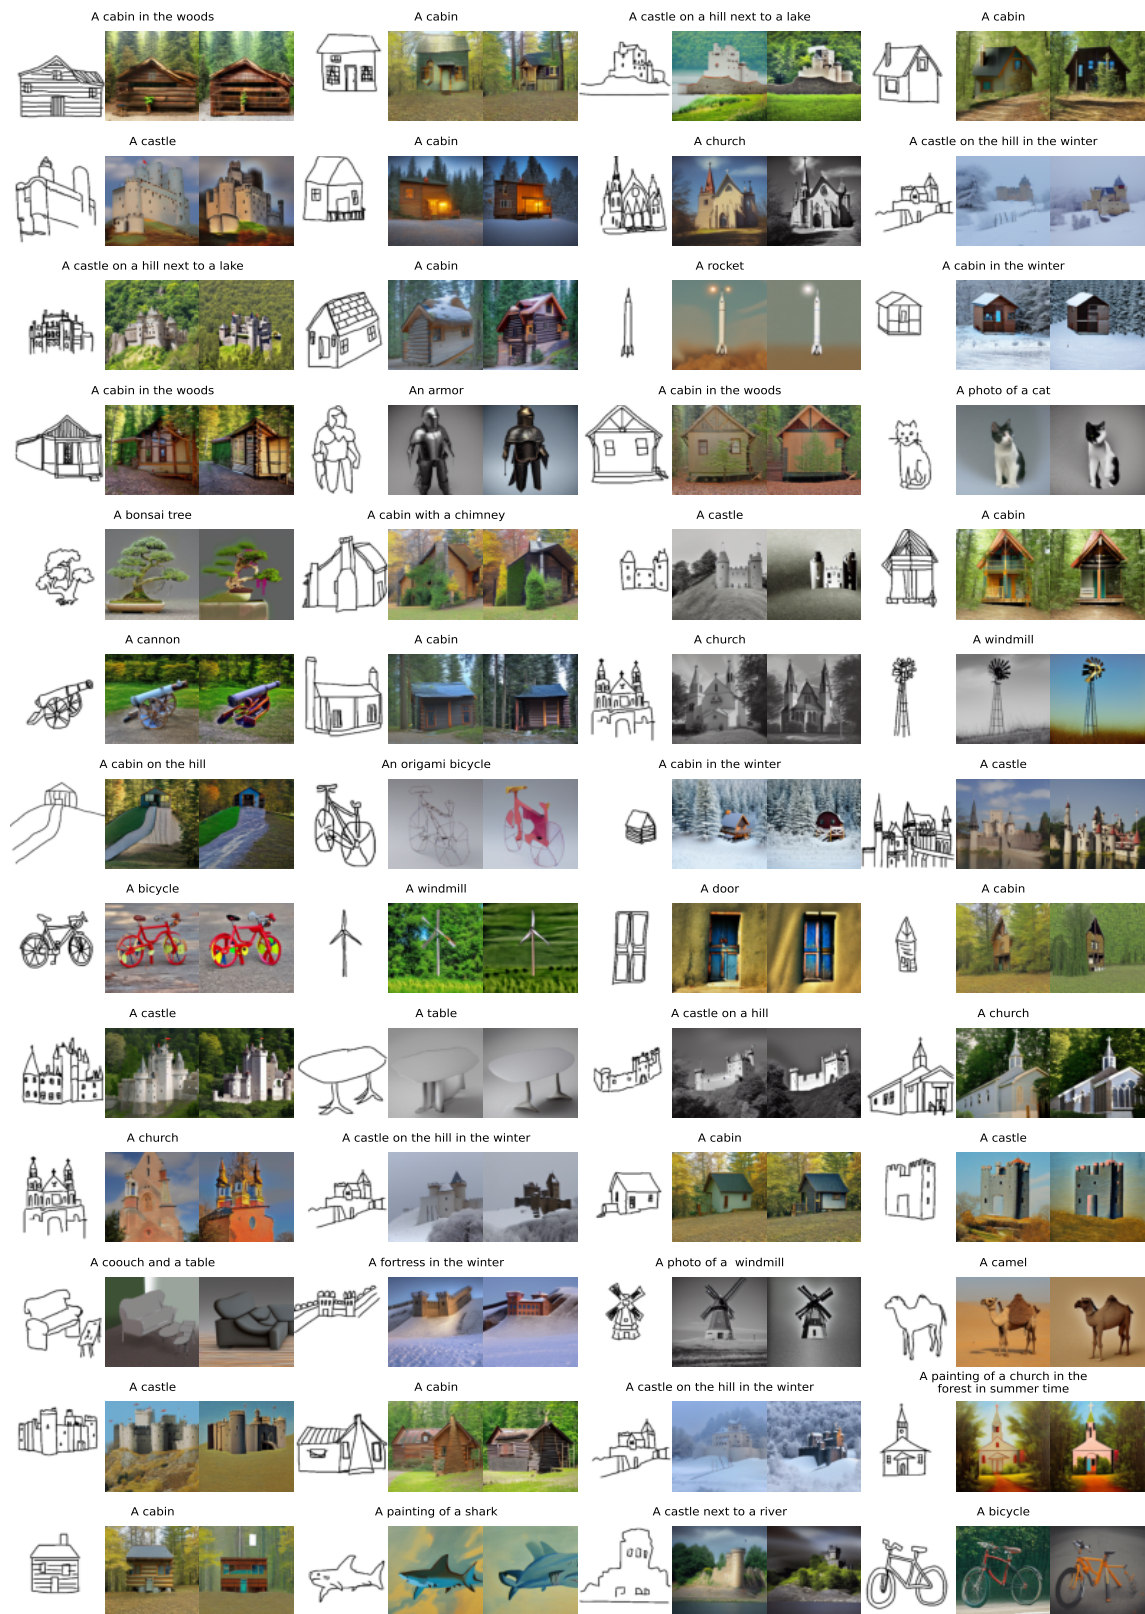 A cabin in the woods
A cabin
A castle on a hill next to a lake
A cabin
A castle
A cabin
A church
A castle on the hill in the winter
A castle on a hill next to a lake
A cabin
A rocket
A cabin in the winter
A cabin in the woods
An armor
A cabin in the woods
A photo of a cat
A bonsai tree
A cabin with a chimney
A castle
A cabin
A cannon
A cabin
A church
A windmill
A cabin on the hill
An origami bicycle
A cabin in the winter
A castle
A bicycle
A windmill
A door
A cabin
A castle
A table
A castle on a hill
A church
A church
A castle on the hill in the winter
A cabin
A castle
A coouch and a table
A fortress in the winter
A photo of a  windmill
A camel
A castle
A cabin
A castle on the hill in the winter
A painting of a church in the
forest in summer time
A cabin
A painting of a shark
A castle next to a river
A bicycle